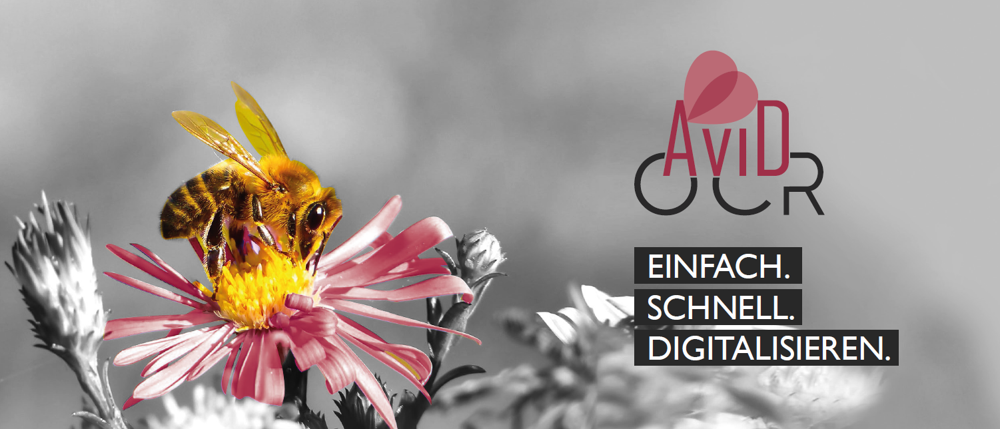 AviD
OCR
EINFACH.
SCHNELL.
DIGITALISIEREN.